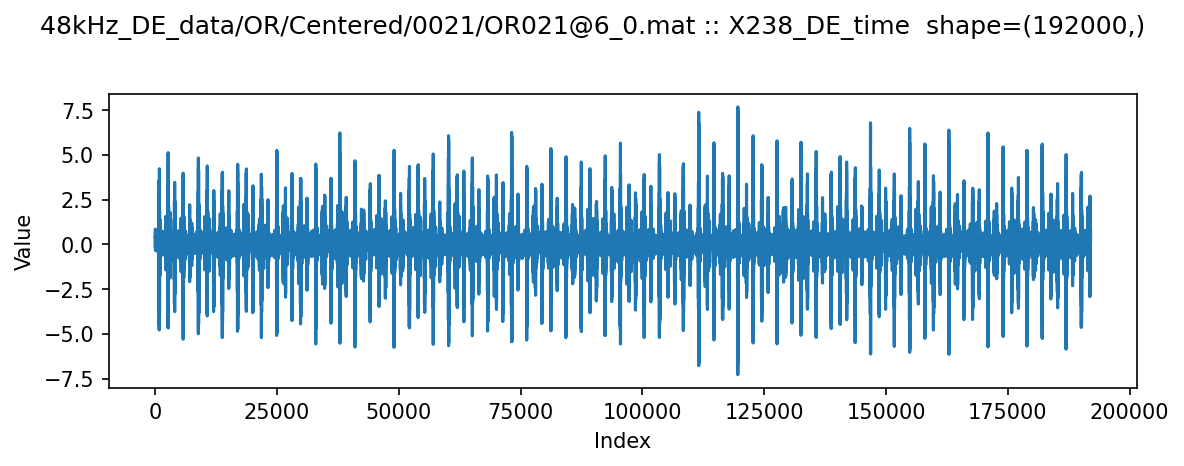 48kHz_DE_data/OR/Centered/0021/OR021@6_0.mat :: X238_DE_time  shape=(192000,)
7.5
5.0
2.5
0.0
−2.5
−5.0
−7.5
Value
0 25000 50000 75000 100000 125000 150000 175000 200000
Index